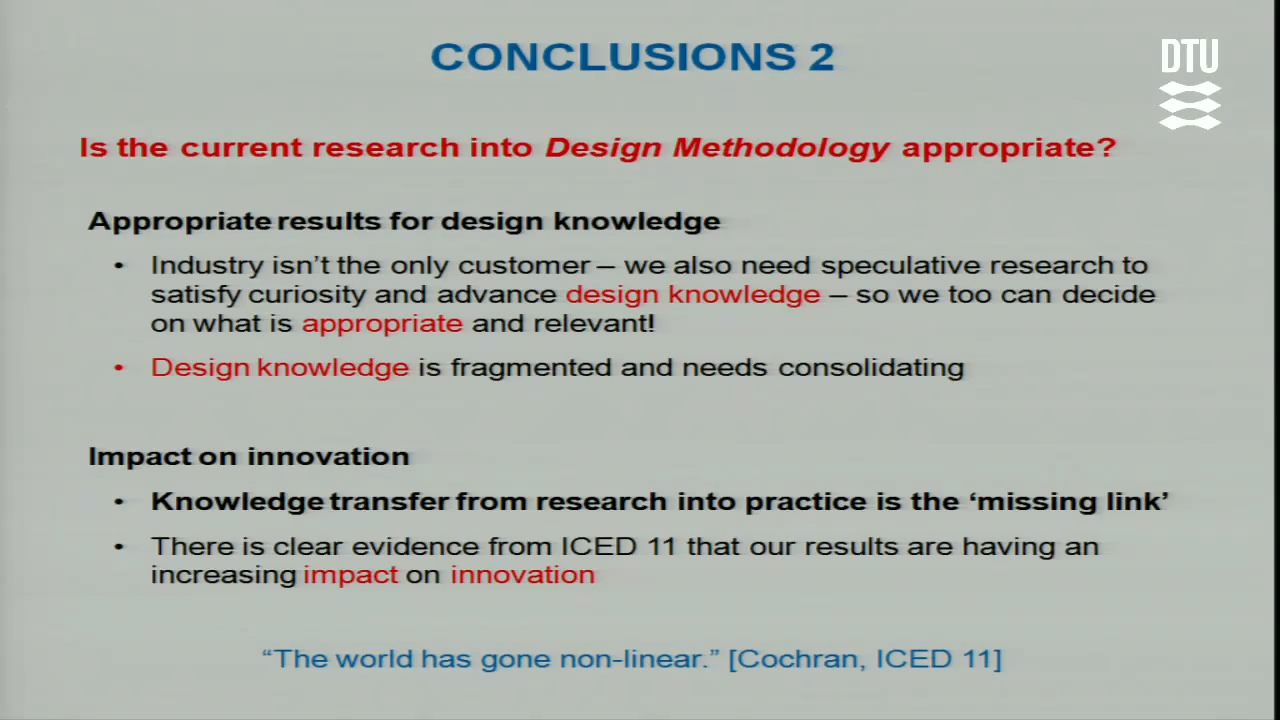 CONCLUSIONS 2
DTU
Is the current research into Design Methodology appropriate?
Appropriate results for design knowledge
• Industry isn’t the only customer – we also need speculative research to
satisfy curiosity and advance design knowledge – so we too can decide
on what is appropriate and relevant!
• Design knowledge is fragmented and needs consolidating
Impact on innovation
• Knowledge transfer from research into practice is the ‘missing link’
• There is clear evidence from ICED 11 that our results are having an
increasing impact on innovation
“The world has gone non-linear.” [Cochran, ICED 11]